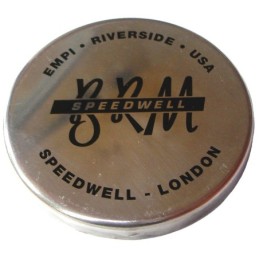 EMPI • RIVERSIDE • USA
BRM
SPEEDWELL
SPEEDWELL - LONDON